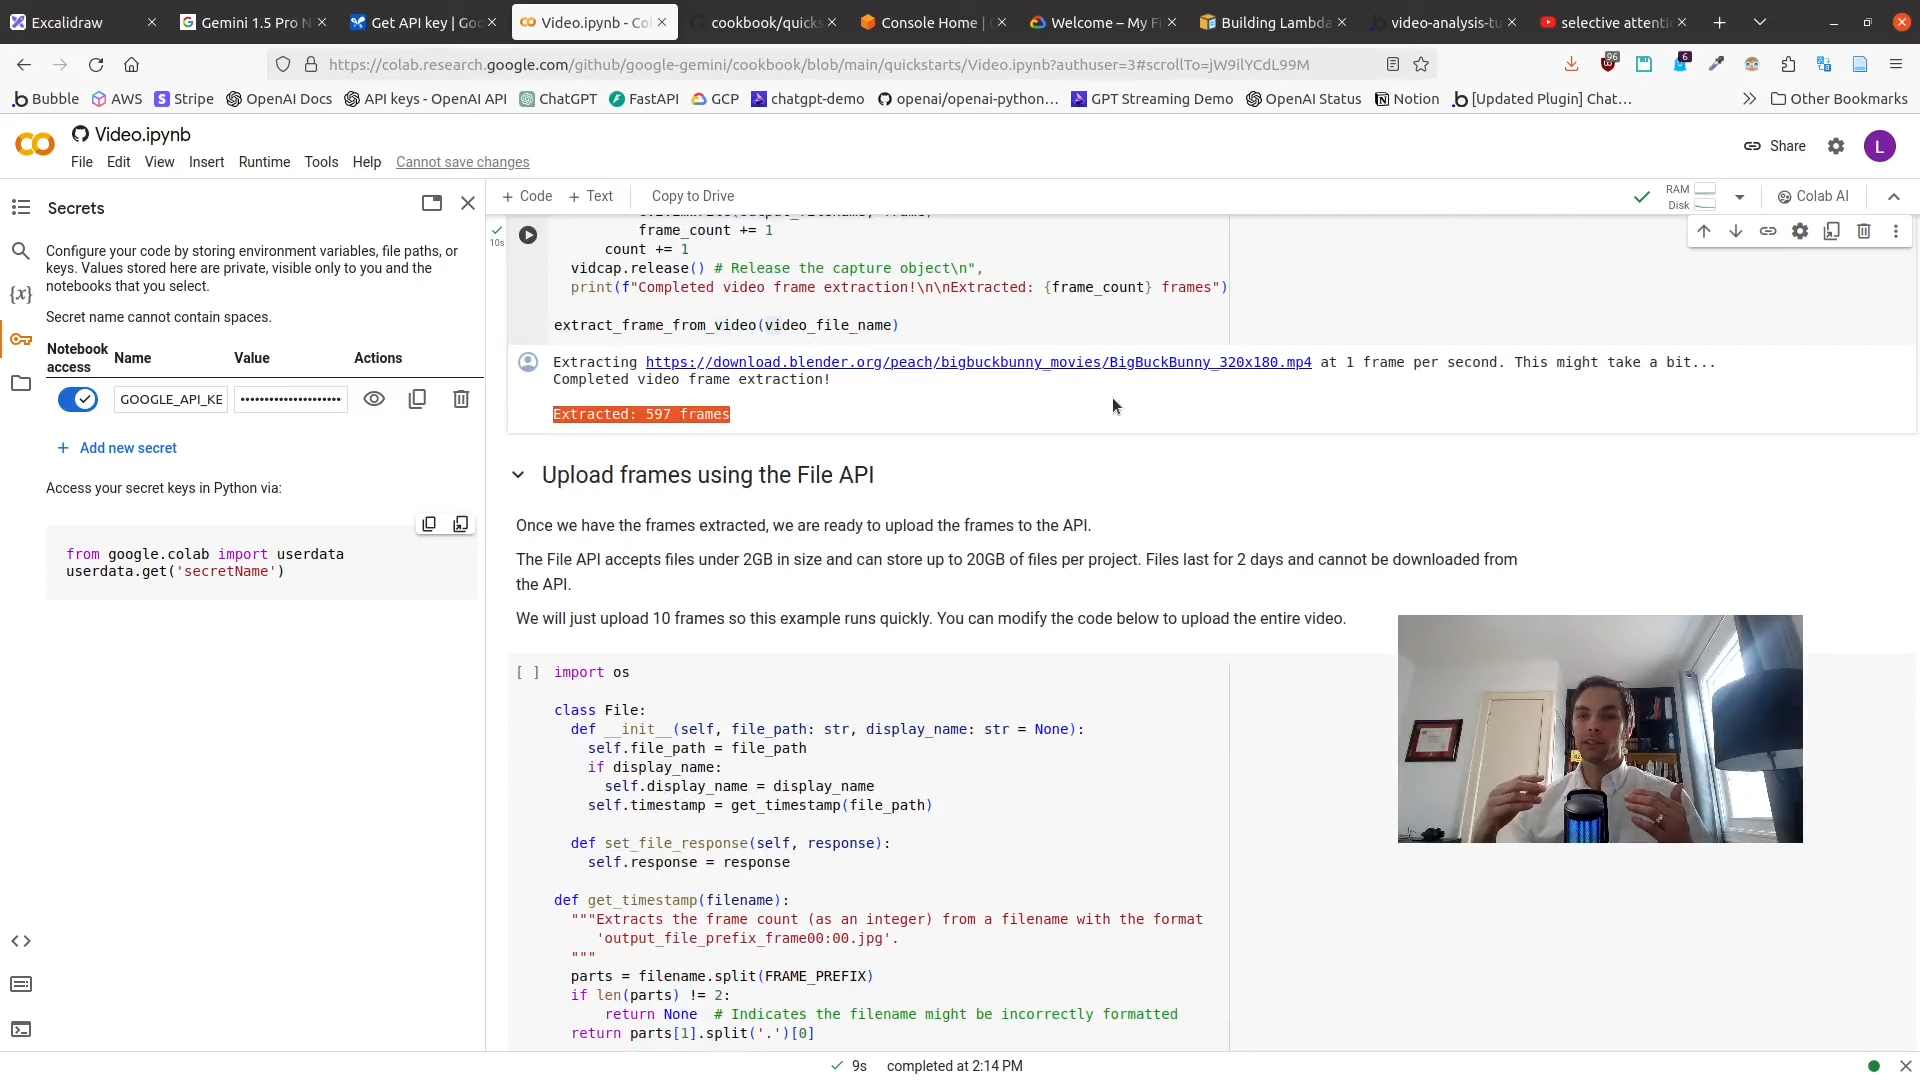 Excalidraw
Gemini 1.5 Pro N
Get API key | Goo
Video.ipynb - Col
cookbook/quicks
Console Home |
Welcome – My Fi
Building Lambda
video-analysis-tu
selective attenti
https://colab.research.google.com/github/google-gemini/cookbook/blob/main/quickstarts/Video.ipynb?authuser=3#scrollTo=jW9ilYCdL99M
96
6
Bubble
AWS
Stripe
OpenAI Docs
API keys - OpenAI API
ChatGPT
FastAPI
GCP
chatgpt-demo
openai/openai-python…
GPT Streaming Demo
OpenAI Status
Notion
[Updated Plugin] Chat…
Other Bookmarks
Video.ipynb
File Edit View Insert Runtime Tools Help Cannot save changes
Share
L
Secrets
+ Code + Text Copy to Drive
RAM
Disk
Colab AI
Configure your code by storing environment variables, file paths, or
keys. Values stored here are private, visible only to you and the
notebooks that you select.
Secret name cannot contain spaces.
Notebook
access
Name Value Actions
GOOGLE_API_KE
+ Add new secret
Access your secret keys in Python via:
from google.colab import userdata
userdata.get('secretName')
10s
frame_count += 1
count += 1
vidcap.release() # Release the capture object\n",
print(f"Completed video frame extraction!\n\nExtracted: {frame_count} frames")
extract_frame_from_video(video_file_name)
Extracting https://download.blender.org/peach/bigbuckbunny_movies/BigBuckBunny_320x180.mp4 at 1 frame per second. This might take a bit...
Completed video frame extraction!
Extracted: 597 frames
Upload frames using the File API
Once we have the frames extracted, we are ready to upload the frames to the API.
The File API accepts files under 2GB in size and can store up to 20GB of files per project. Files last for 2 days and cannot be downloaded from
the API.
We will just upload 10 frames so this example runs quickly. You can modify the code below to upload the entire video.
[ ] import os
class File:
def __init__(self, file_path: str, display_name: str = None):
self.file_path = file_path
if display_name:
self.display_name = display_name
self.timestamp = get_timestamp(file_path)
def set_file_response(self, response):
self.response = response
def get_timestamp(filename):
"""Extracts the frame count (as an integer) from a filename with the format
'output_file_prefix_frame00:00.jpg'.
"""
parts = filename.split(FRAME_PREFIX)
if len(parts) != 2:
return None # Indicates the filename might be incorrectly formatted
return parts[1].split('.')[0]
9s completed at 2:14 PM